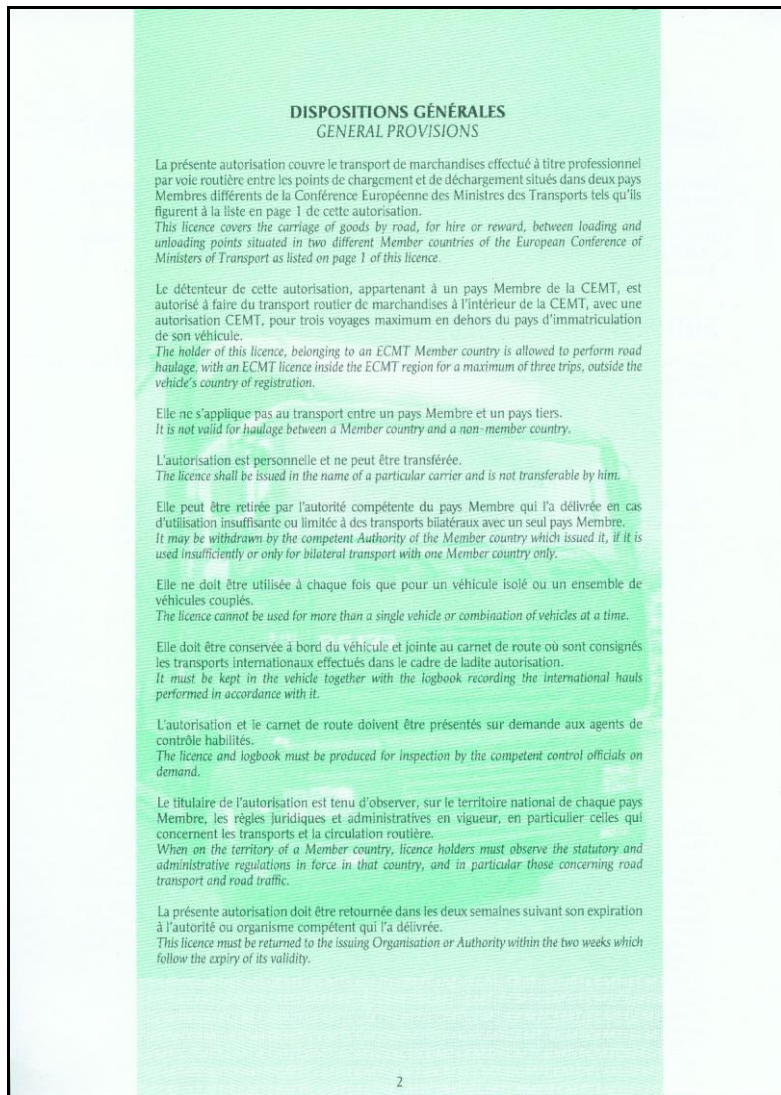 DISPOSITIONS GÉNÉRALES
GENERAL PROVISIONS
La présente autorisation couvre le transport de marchandises effectué à titre professionnel
par voie routière entre les points de chargement et de déchargement situés dans deux pays
Membres différents de la Conférence Européenne des Ministres des Transports tels qu'ils
figurent à la liste en page 1 de cette autorisation.
This licence covers the carriage of goods by road, for hire or reward, between loading and
unloading points situated in two different Member countries of the European Conference of
Ministers of Transport as listed on page 1 of this licence.
Le détenteur de cette autorisation, appartenant à un pays Membre de la CEMT, est
autorisé à faire du transport routier de marchandises à l'intérieur de la CEMT, avec une
autorisation CEMT, pour trois voyages maximum en dehors du pays d'immatriculation
de son véhicule.
The holder of this licence, belonging to an ECMT Member country is allowed to perform road
haulage, with an ECMT licence inside the ECMT region for a maximum of three trips, outside the
vehicle's country of registration.
Elle ne s'applique pas au transport entre un pays Membre et un pays tiers.
It is not valid for haulage between a Member country and a non-member country.
L'autorisation est personnelle et ne peut être transférée.
The licence shall be issued in the name of a particular carrier and is not transferable by him.
Elle peut être retirée par l'autorité compétente du pays Membre qui l'a délivrée en cas
d'utilisation insuffisante ou limitée à des transports bilatéraux avec un seul pays Membre.
It may be withdrawn by the competent Authority of the Member country which issued it, if it is
used insufficiently or only for bilateral transport with one Member country only.
Elle ne doit être utilisée à chaque fois que pour un véhicule isolé ou un ensemble de
véhicules couplés.
The licence cannot be used for more than a single vehicle or combination of vehicles at a time.
Elle doit être conservée à bord du véhicule et jointe au carnet de route où sont consignés
les transports internationaux effectués dans le cadre de ladite autorisation.
It must be kept in the vehicle together with the logbook recording the international hauls
performed in accordance with it.
L'autorisation et le carnet de route doivent être présentés sur demande aux agents de
contrôle habilités.
The licence and logbook must be produced for inspection by the competent control officials on
demand.
Le titulaire de l'autorisation est tenu d'observer, sur le territoire national de chaque pays
Membre, les règles juridiques et administratives en vigueur, en particulier celles qui
concernent les transports et la circulation routière.
When on the territory of a Member country, licence holders must observe the statutory and
administrative regulations in force in that country, and in particular those concerning road
transport and road traffic.
La présente autorisation doit être retournée dans les deux semaines suivant son expiration
à l'autorité ou organisme compétent qui l'a délivrée.
This licence must be returned to the issuing Organisation or Authority within the two weeks which
follow the expiry of its validity.
2